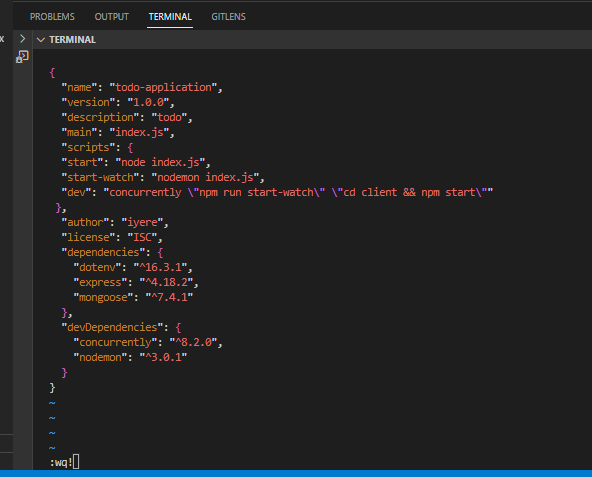 PROBLEMS OUTPUT TERMINAL GITLENS
x
TERMINAL
{
"name": "todo-application",
"version": "1.0.0",
"description": "todo",
"main": "index.js",
"scripts": {
"start": "node index.js",
"start-watch": "nodemon index.js",
"dev": "concurrently \"npm run start-watch\" \"cd client && npm start\""
},
"author": "iyere",
"license": "ISC",
"dependencies": {
"dotenv": "^16.3.1",
"express": "^4.18.2",
"mongoose": "^7.4.1"
},
"devDependencies": {
"concurrently": "^8.2.0",
"nodemon": "^3.0.1"
}
}
~
~
~
~
:wq!